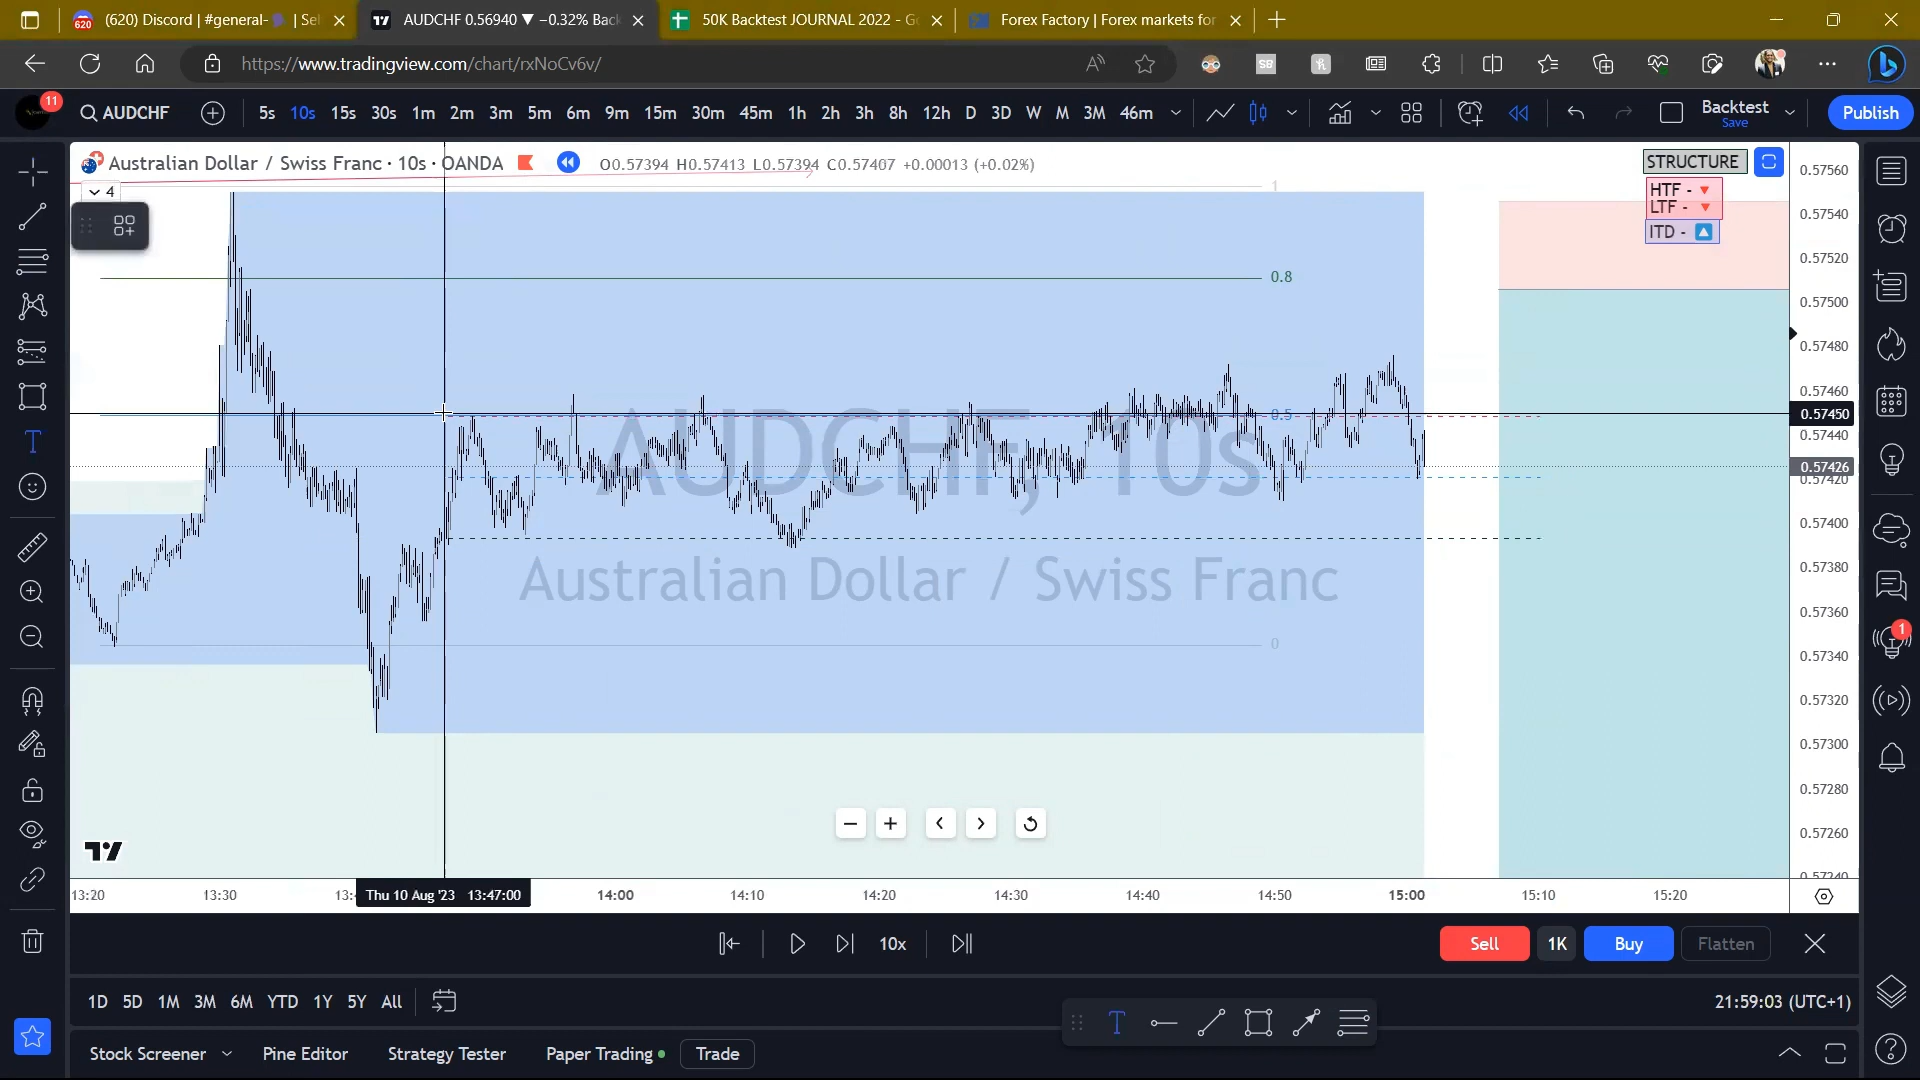 (620) Discord | #general-
| Sel
AUDCHF 0.56940 ▼ −0.32% Back
50K Backtest JOURNAL 2022 - Go
Forex Factory | Forex markets for
https://www.tradingview.com/chart/rxNoCv6v/
11
AUDCHF
5s 10s 15s 30s 1m 2m 3m 5m 6m 9m 15m 30m 45m 1h 2h 3h 8h 12h D 3D W M 3M 46m
Backtest
Save
Publish
Australian Dollar / Swiss Franc · 10s · OANDA
O0.57394 H0.57413 L0.57394 C0.57407 +0.00013 (+0.02%)
4
STRUCTURE
HTF - 🔻
LTF - 🔻
ITD - 🔼
1
0.8
0.5
0
AUDCHF, 10s
Australian Dollar / Swiss Franc
0.57560
0.57540
0.57520
0.57500
0.57480
0.57460
0.57450
0.57440
0.57426
0.57420
0.57400
0.57380
0.57360
0.57340
0.57320
0.57300
0.57280
0.57260
0.57240
1
13:20 13:30 13:4 Thu 10 Aug '23 13:47:00 14:00 14:10 14:20 14:30 14:40 14:50 15:00 15:10 15:20
10x
Sell 1K Buy Flatten
1D 5D 1M 3M 6M YTD 1Y 5Y All
21:59:03 (UTC+1)
Stock Screener Pine Editor Strategy Tester Paper Trading Trade